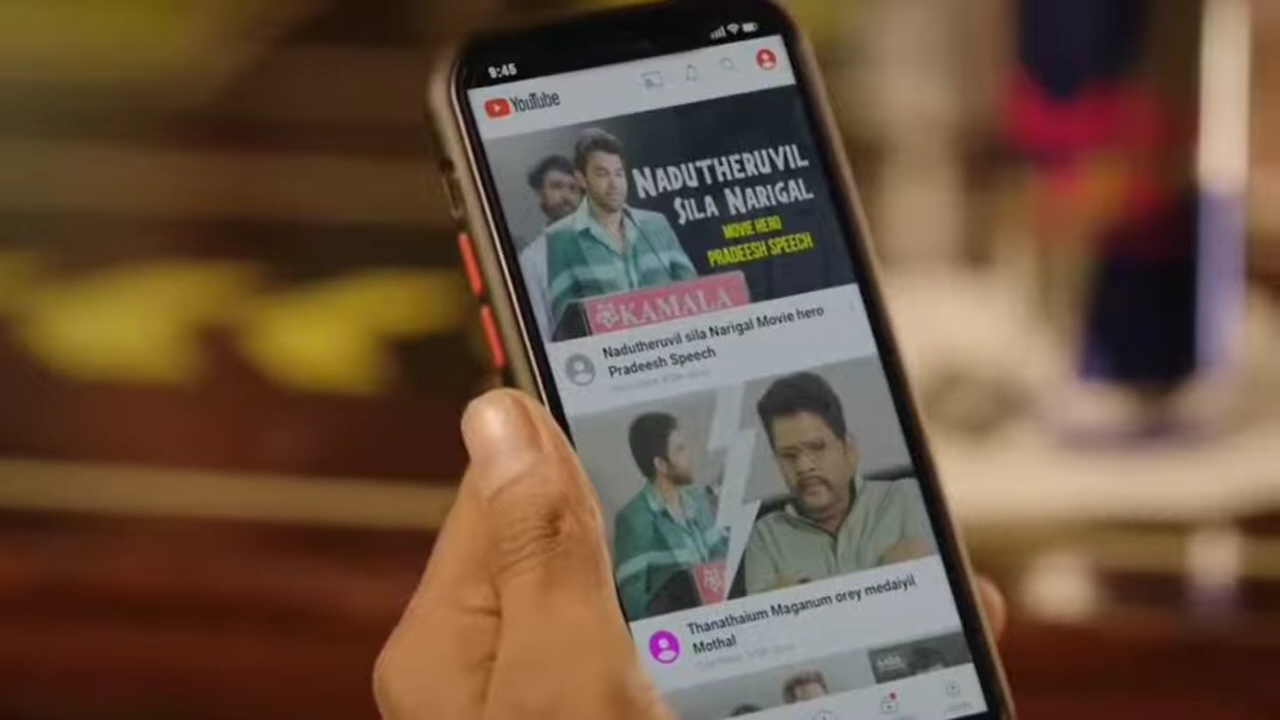 9:45
YouTube
NADUTHERUVIL
SILA NARIGAL
MOVIE HERO
PRADEESH SPEECH
KAMALA
Nadutheruvil sila Narigal Movie hero
Pradeesh Speech
Thanathaium Maganum orey medaiyil
Mothal